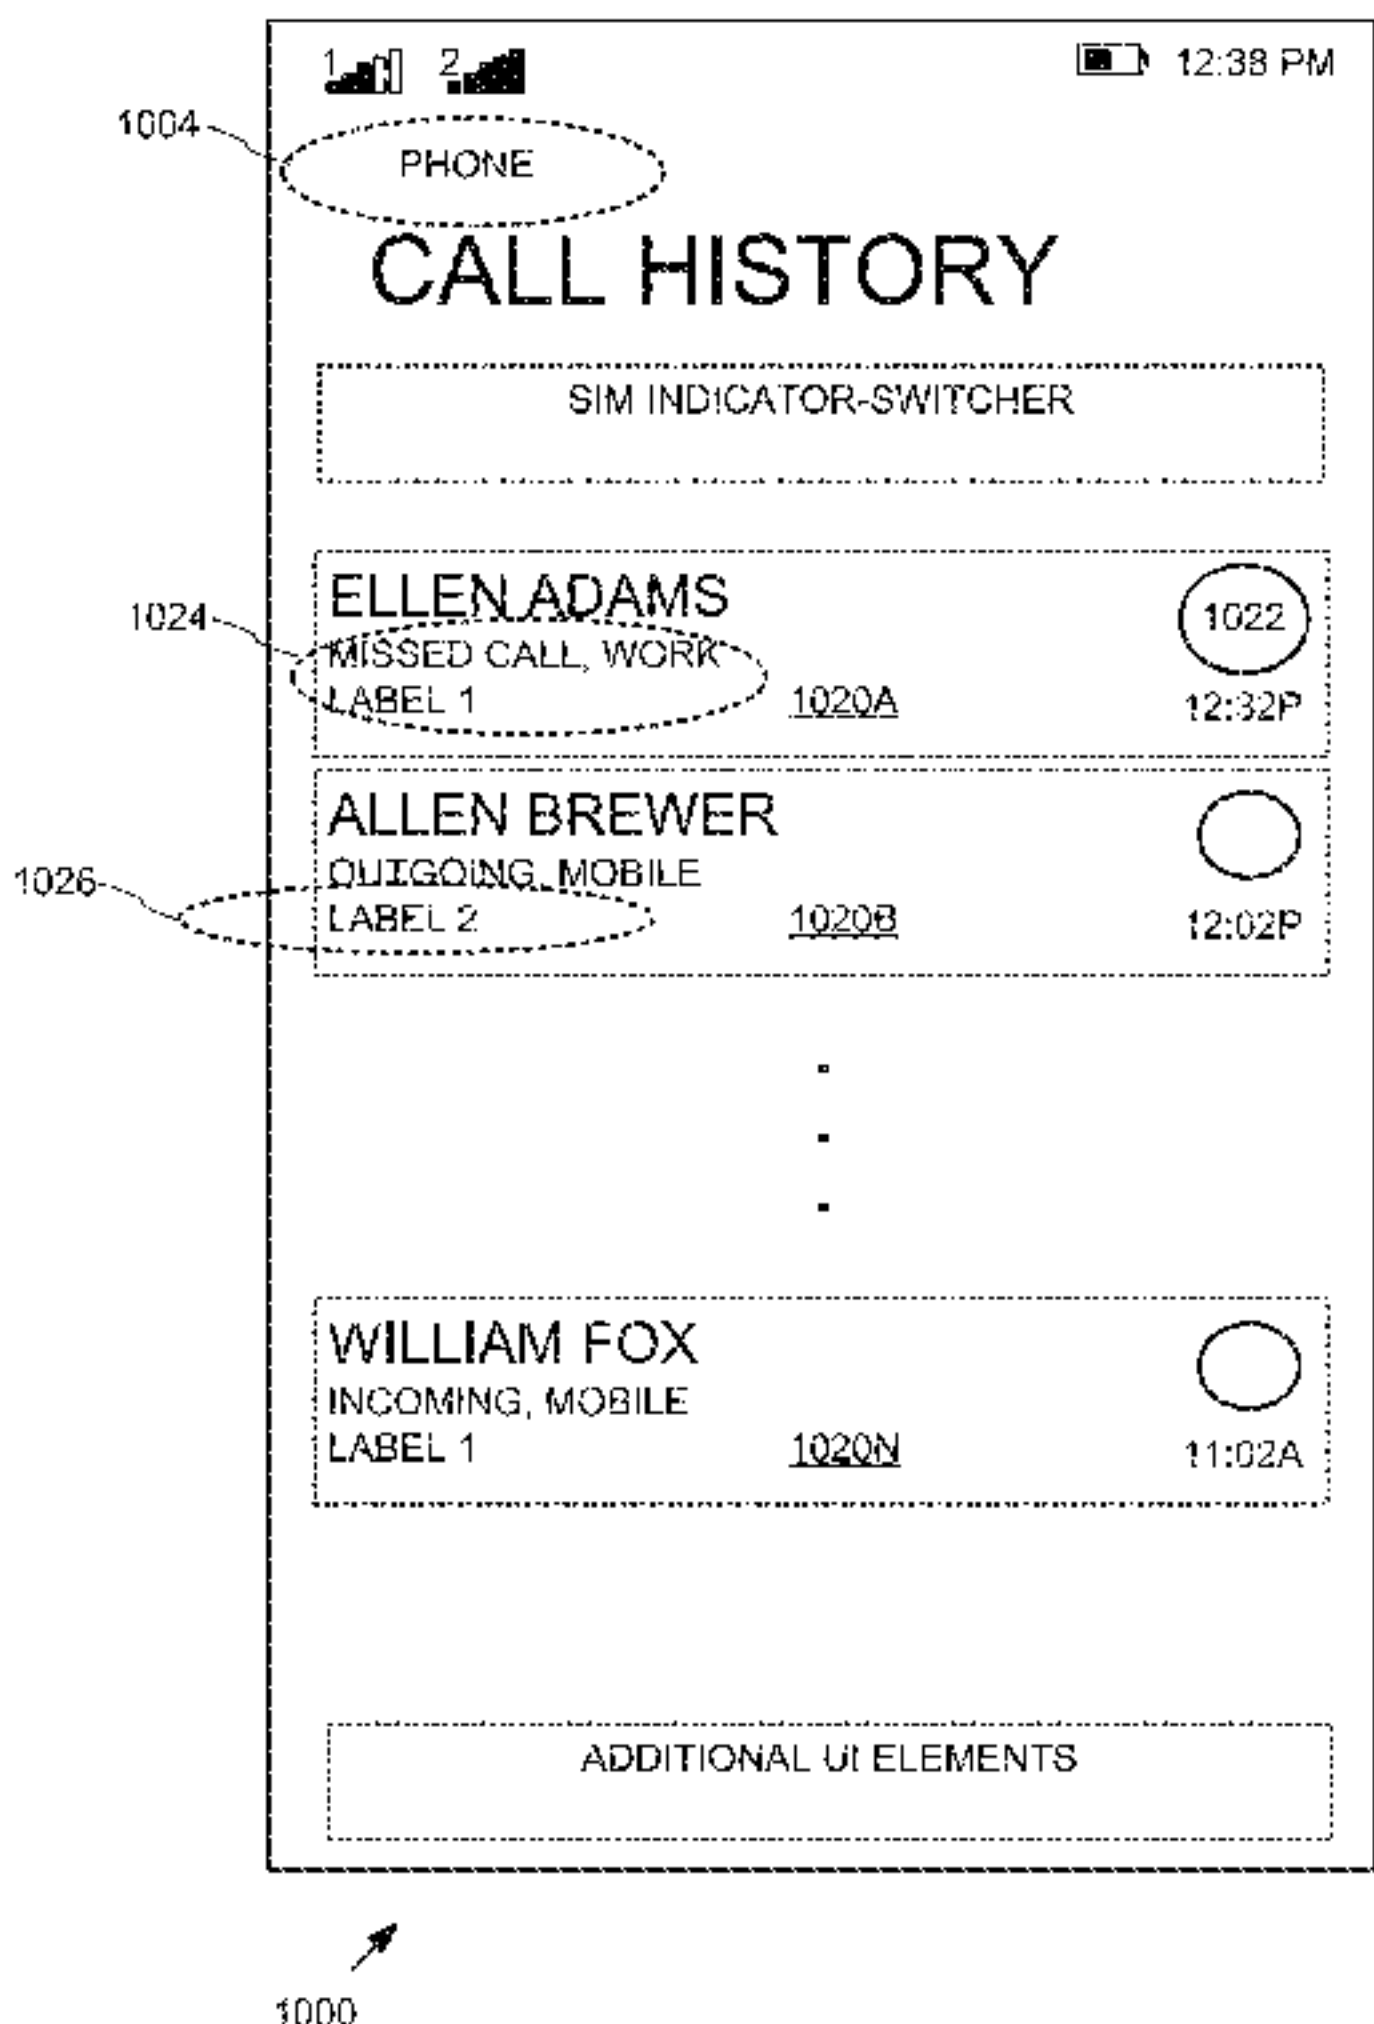 1 2 12:38 PM
1004
PHONE
CALL HISTORY
SIM INDICATOR-SWITCHER
ELLEN ADAMS
1022
1024
MISSED CALL, WORK
LABEL 1 1020A 12:32P
ALLEN BREWER
OUTGOING, MOBILE
1026
LABEL 2 1020B 12:02P
WILLIAM FOX
INCOMING, MOBILE
LABEL 1 1020N 11:02A
ADDITIONAL UI ELEMENTS
1000